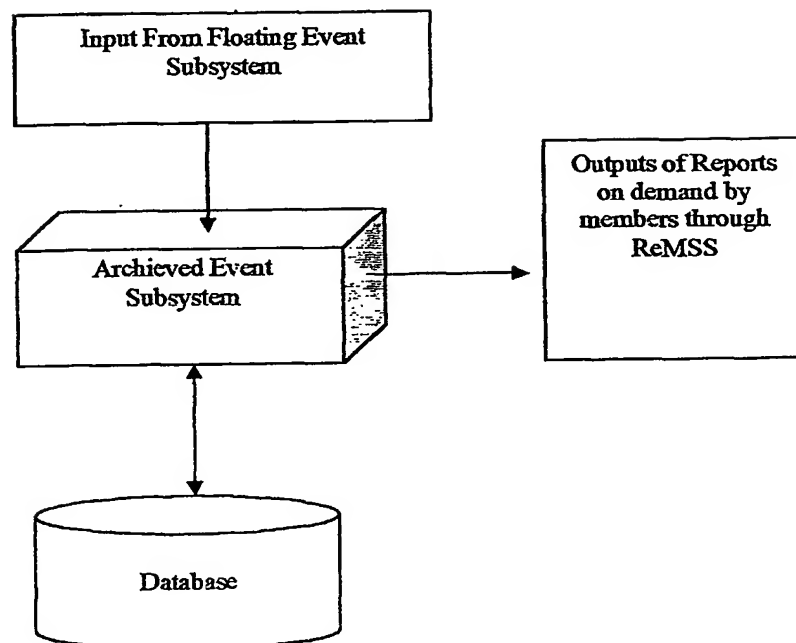 Input From Floating Event
Subsystem
Outputs of Reports
on demand by
members through
ReMSS
Archieved Event
Subsystem
Database